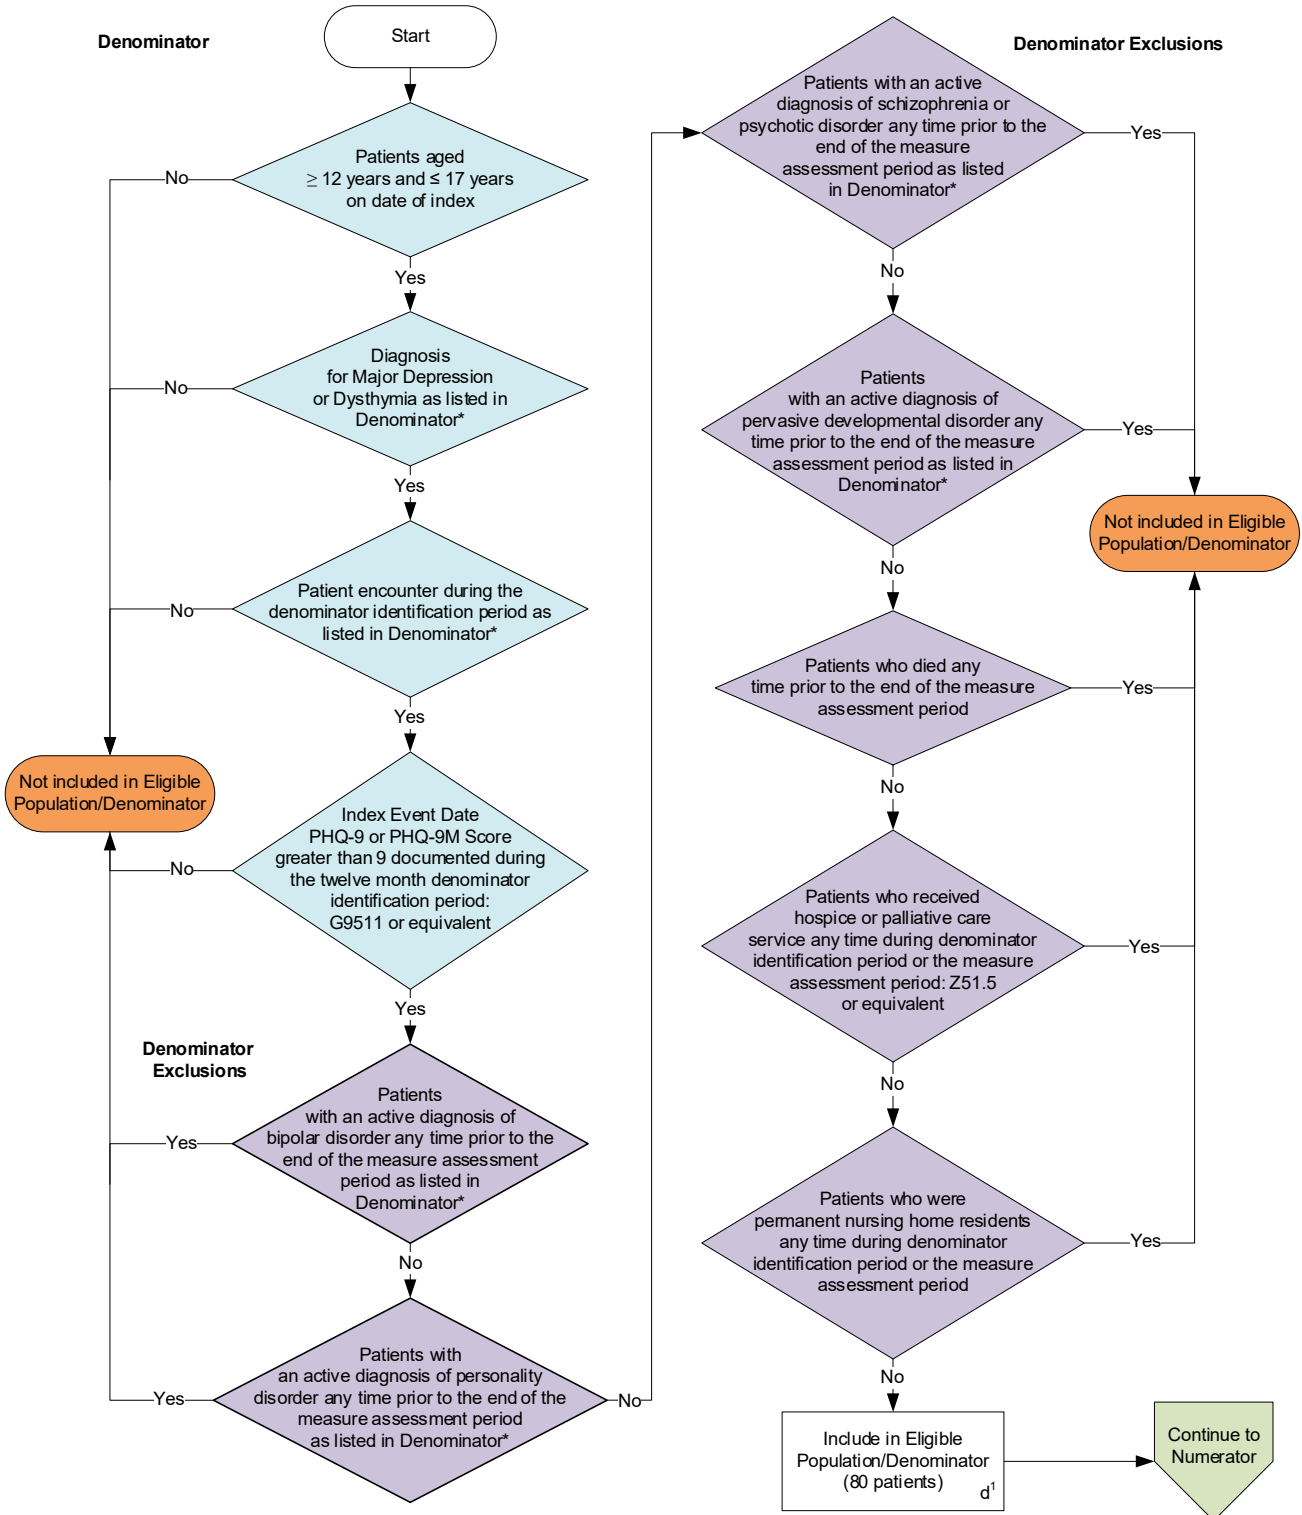 Denominator
Start
Patients aged
≥ 12 years and ≤ 17 years
on date of index
No
Yes
Diagnosis
for Major Depression
or Dysthymia as listed in
Denominator*
No
Yes
Patient encounter during the
denominator identification period as
listed in Denominator*
No
Yes
Not included in Eligible
Population/Denominator
Index Event Date
PHQ-9 or PHQ-9M Score
greater than 9 documented during
the twelve month denominator
identification period:
G9511 or equivalent
No
Yes
Denominator
Exclusions
Patients
with an active diagnosis of
bipolar disorder any time prior to the
end of the measure assessment
period as listed in
Denominator*
Yes
No
Patients with
an active diagnosis of personality
disorder any time prior to the end of the
measure assessment period
as listed in Denominator*
Yes
No
Denominator Exclusions
Patients with an active
diagnosis of schizophrenia or
psychotic disorder any time prior to the
end of the measure
assessment period as listed
in Denominator*
Yes
No
Patients
with an active diagnosis of
pervasive developmental disorder any
time prior to the end of the measure
assessment period as listed in
Denominator*
Yes
Not included in Eligible
Population/Denominator
No
Patients who died any
time prior to the end of the measure
assessment period
Yes
No
Patients who received
hospice or palliative care
service any time during denominator
identification period or the measure
assessment period: Z51.5
or equivalent
Yes
No
Patients who were
permanent nursing home residents
any time during denominator
identification period or the measure
assessment period
Yes
No
Include in Eligible
Population/Denominator
(80 patients)
d¹
Continue to
Numerator